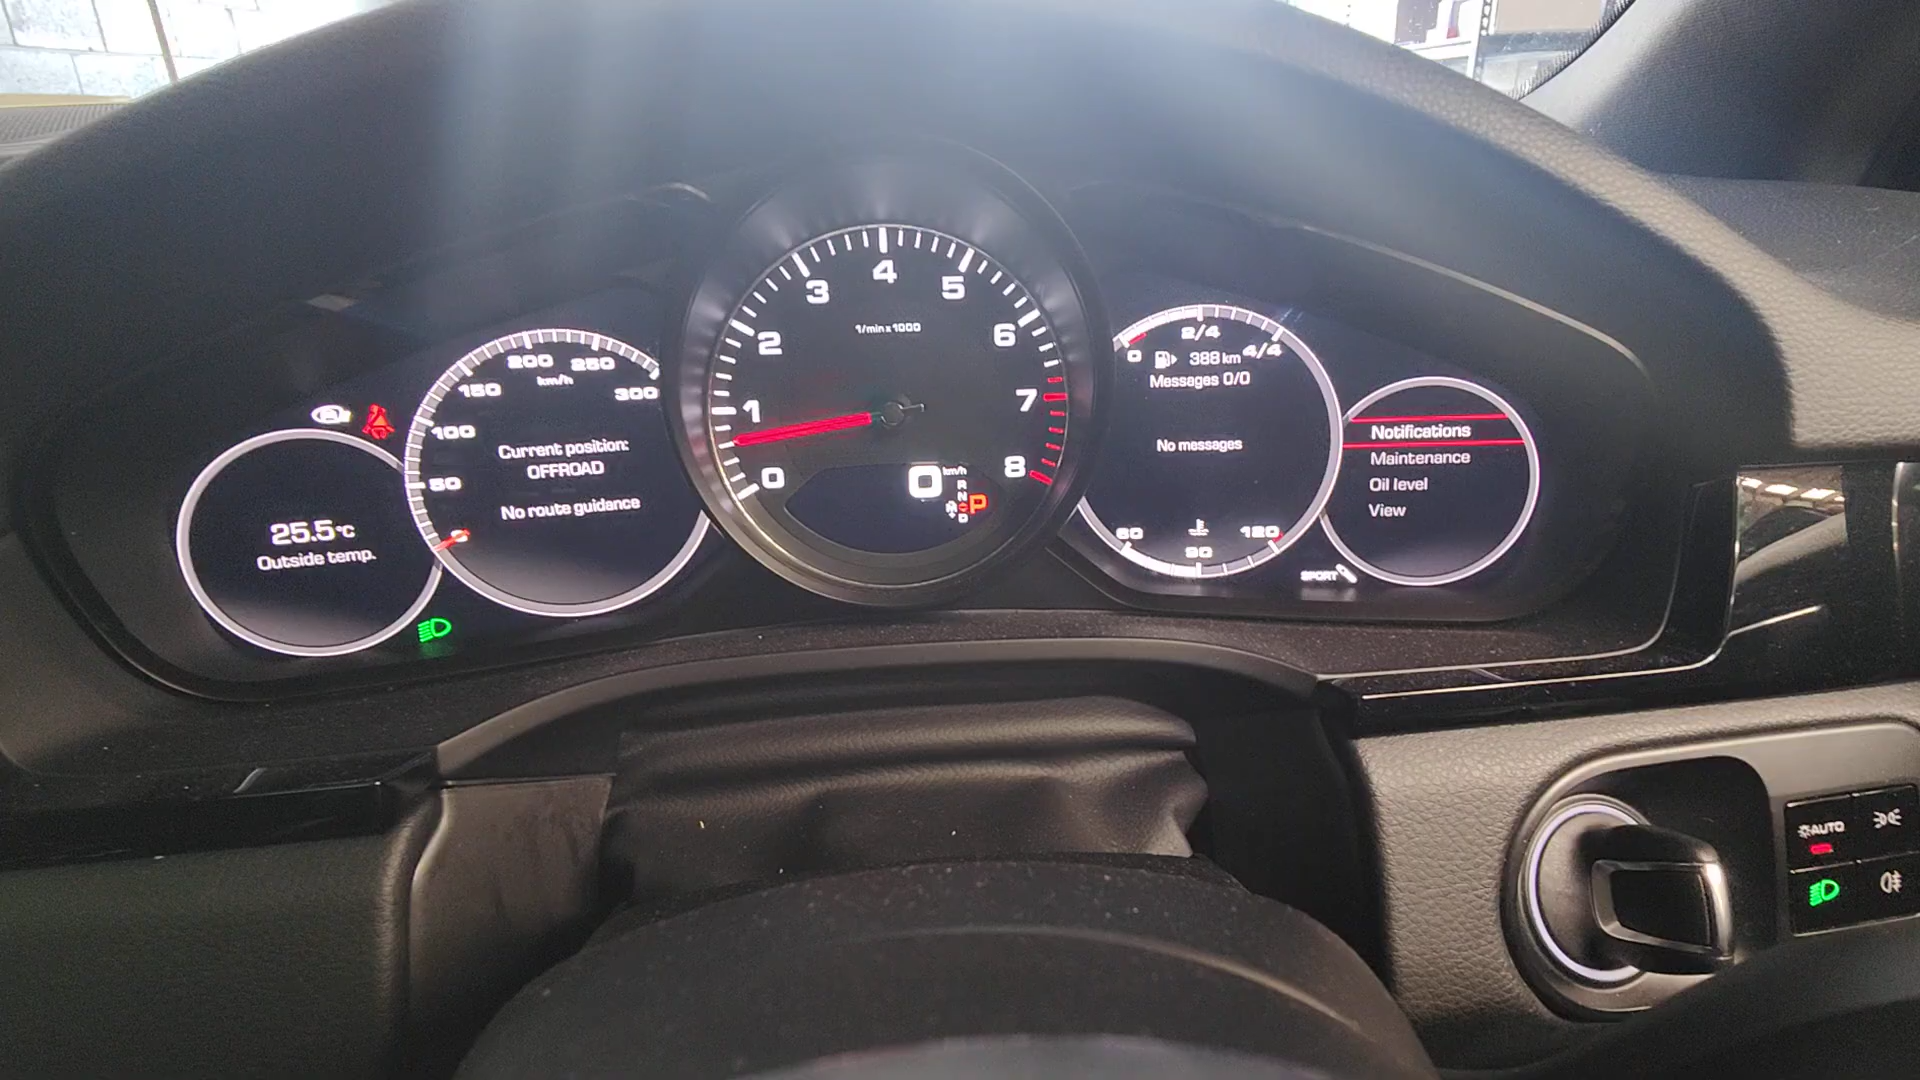 25.5°C
Outside temp.
0
50
100
150
200
250
300
km/h
Current position:
OFFROAD
No route guidance
0
1
2
3
4
5
6
7
8
1/min x 1000
0 km/h
R
N
D
P
0
2/4
4/4
388 km
Messages 0/0
No messages
60
90
120
SPORT
Notifications
Maintenance
Oil level
View
AUTO